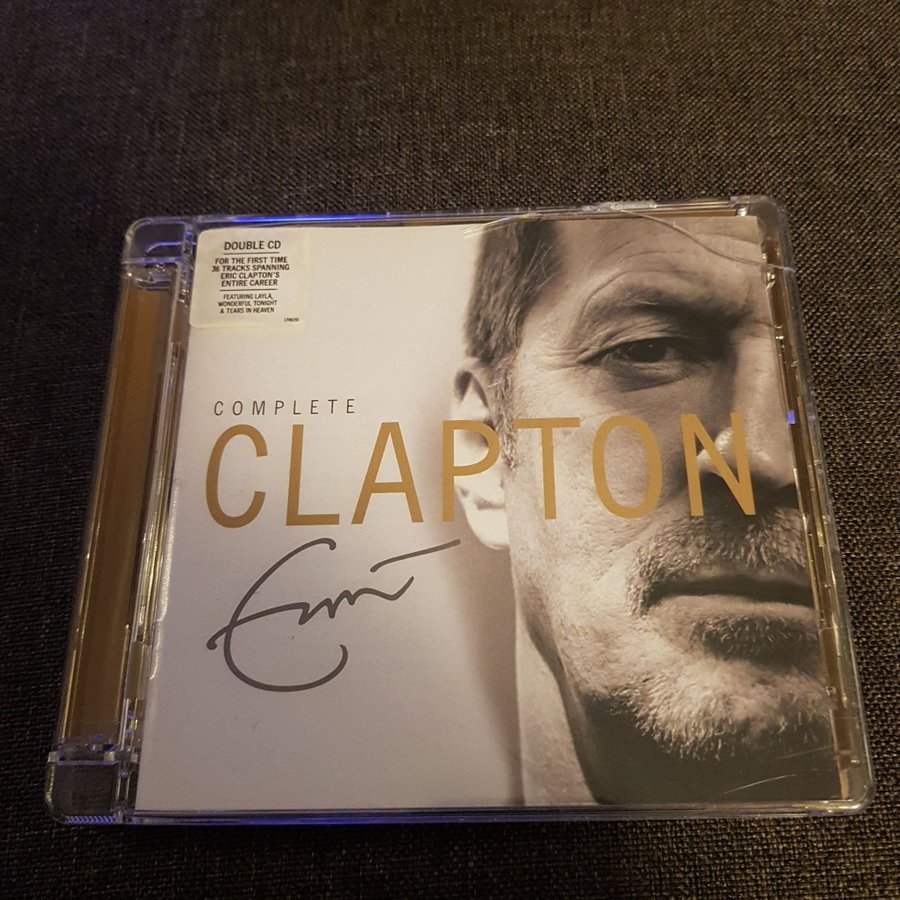 DOUBLE CD
FOR THE FIRST TIME
36 TRACKS SPANNING
ERIC CLAPTON'S
ENTIRE CAREER
FEATURING LAYLA,
WONDERFUL TONIGHT
& TEARS IN HEAVEN
COMPLETE
CLAPTON